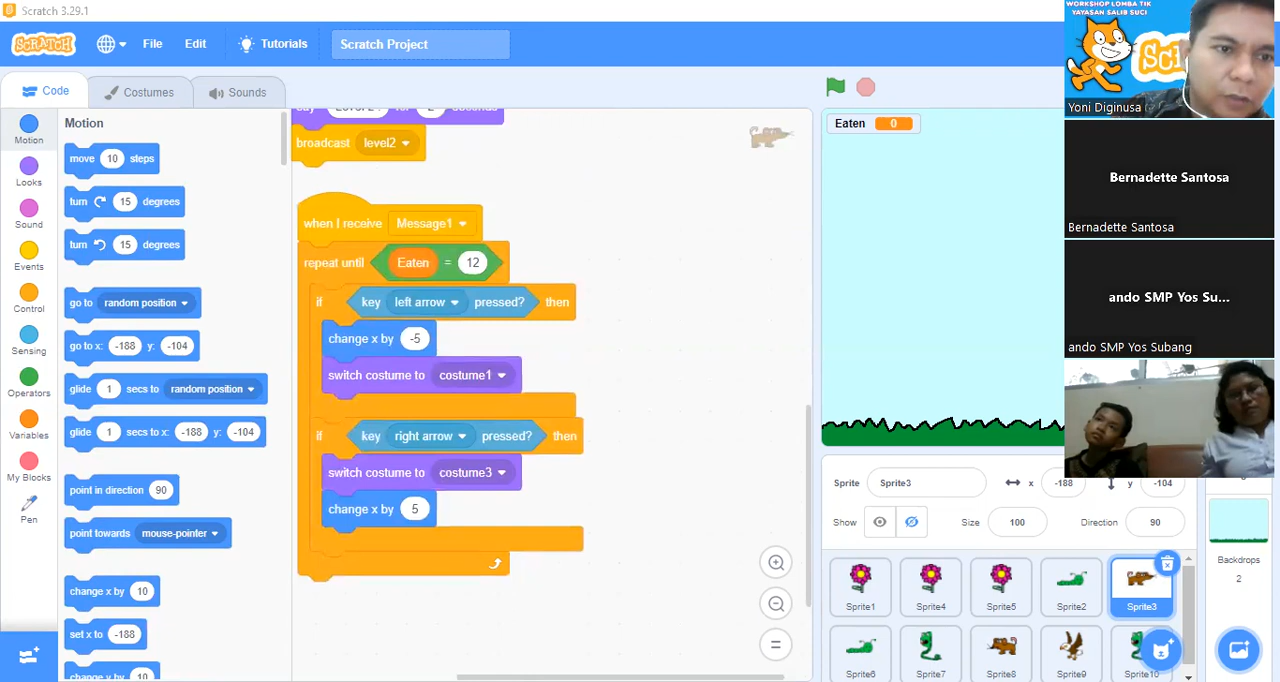 Scratch 3.29.1
SCRATCH
File
Edit
Tutorials
Scratch Project
Code
Costumes
Sounds
Motion
Looks
Sound
Events
Control
Sensing
Operators
Variables
My Blocks
Pen
Motion
move 10 steps
turn 15 degrees
turn 15 degrees
go to random position
go to x: -188 y: -104
glide 1 secs to random position
glide 1 secs to x: -188 y: -104
point in direction 90
point towards mouse-pointer
change x by 10
set x to -188
change y by 10
broadcast level2
when I receive Message1
repeat until Eaten = 12
if key left arrow pressed? then
change x by -5
switch costume to costume1
if key right arrow pressed? then
switch costume to costume3
change x by 5
Eaten 0
Sprite Sprite3 x -188 y -104
Show Size 100 Direction 90
Sprite1 Sprite4 Sprite5 Sprite2 Sprite3
Sprite6 Sprite7 Sprite8 Sprite9 Sprite10
Backdrops
2
WORKSHOP LOMBA TIK
YAYASAN SALIB SUCI
Yoni Diginusa
Bernadette Santosa
Bernadette Santosa
ando SMP Yos Su...
ando SMP Yos Subang